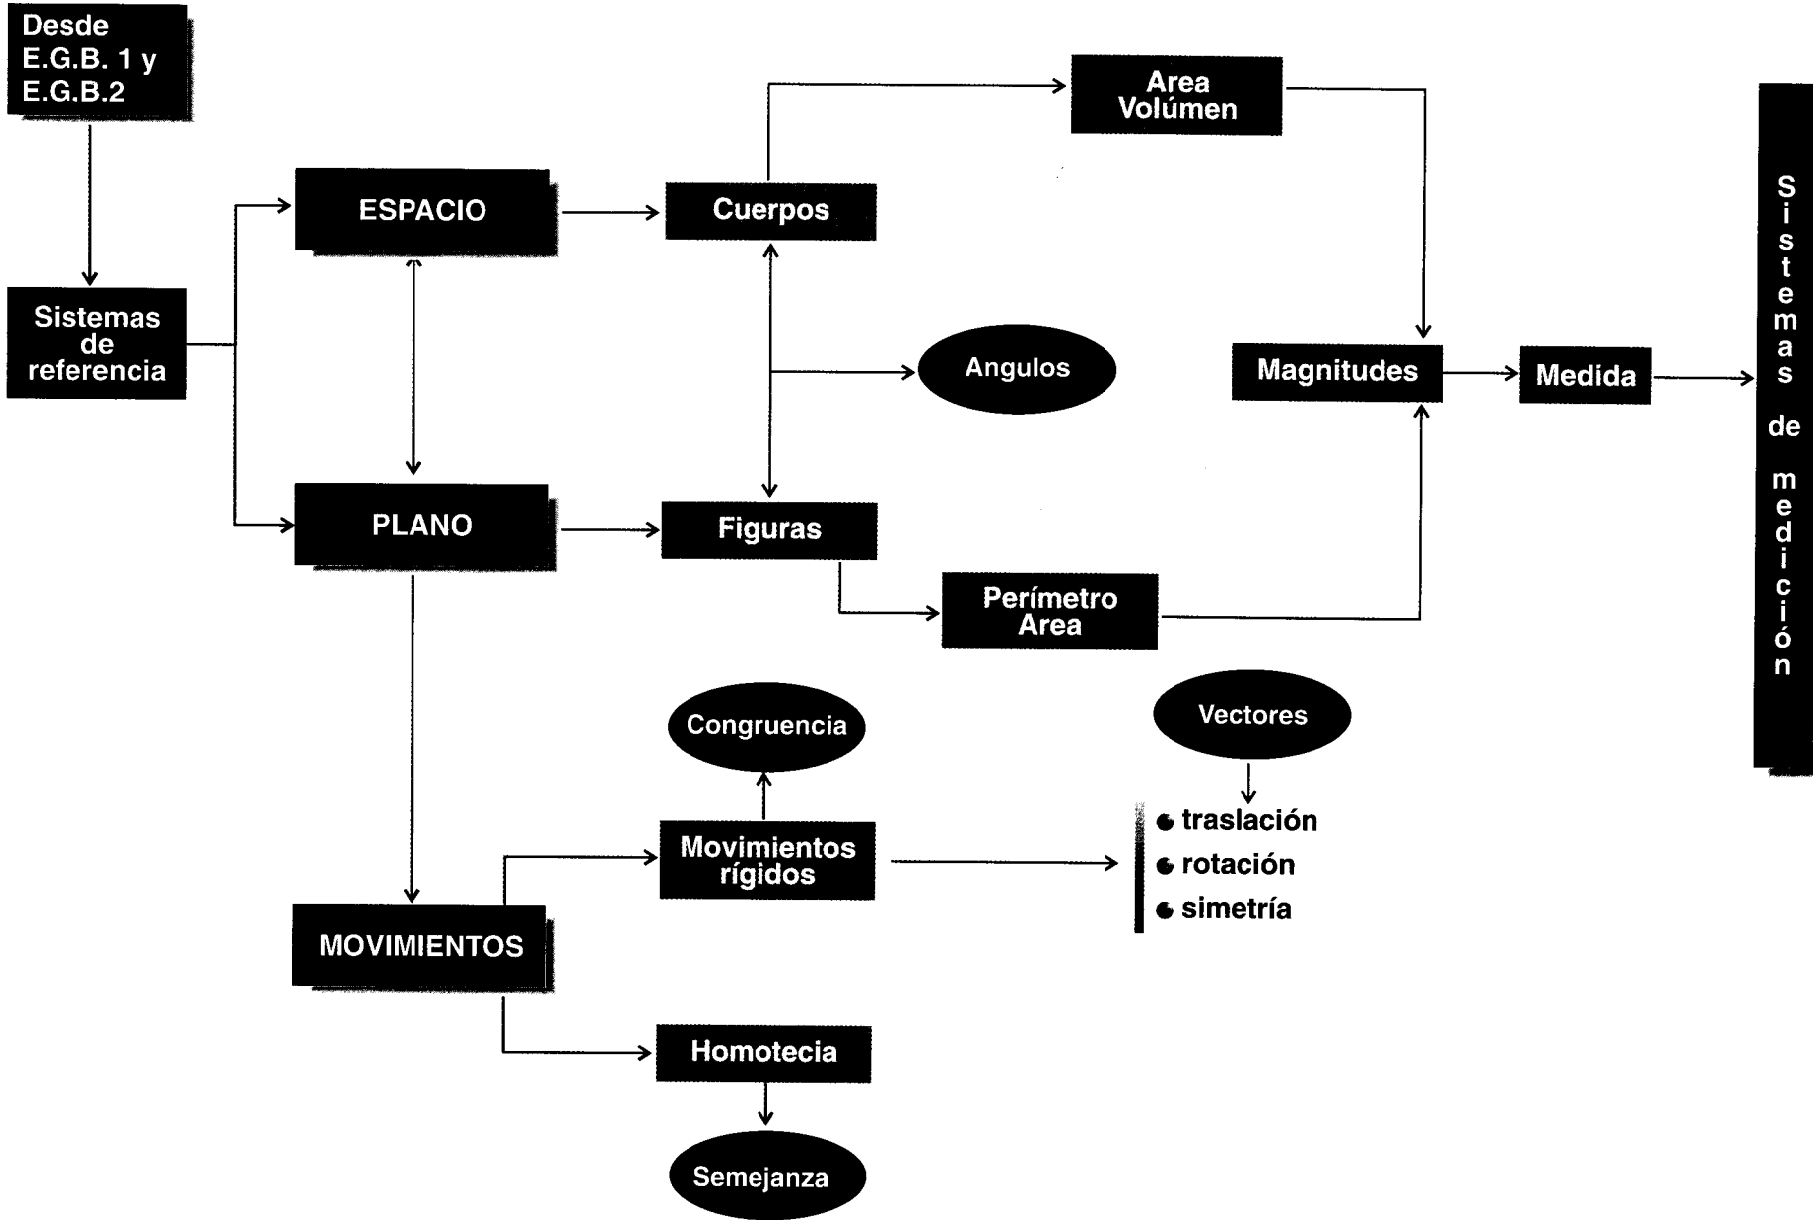 Desde
E.G.B. 1 y
E.G.B.2
Area
Volúmen
ESPACIO
Cuerpos
Sistemas
de
referencia
Angulos
Magnitudes
Medida
Sistemas de medición
PLANO
Figuras
Perímetro
Area
Congruencia
Vectores
Movimientos
rígidos
traslación
rotación
simetría
MOVIMIENTOS
Homotecia
Semejanza